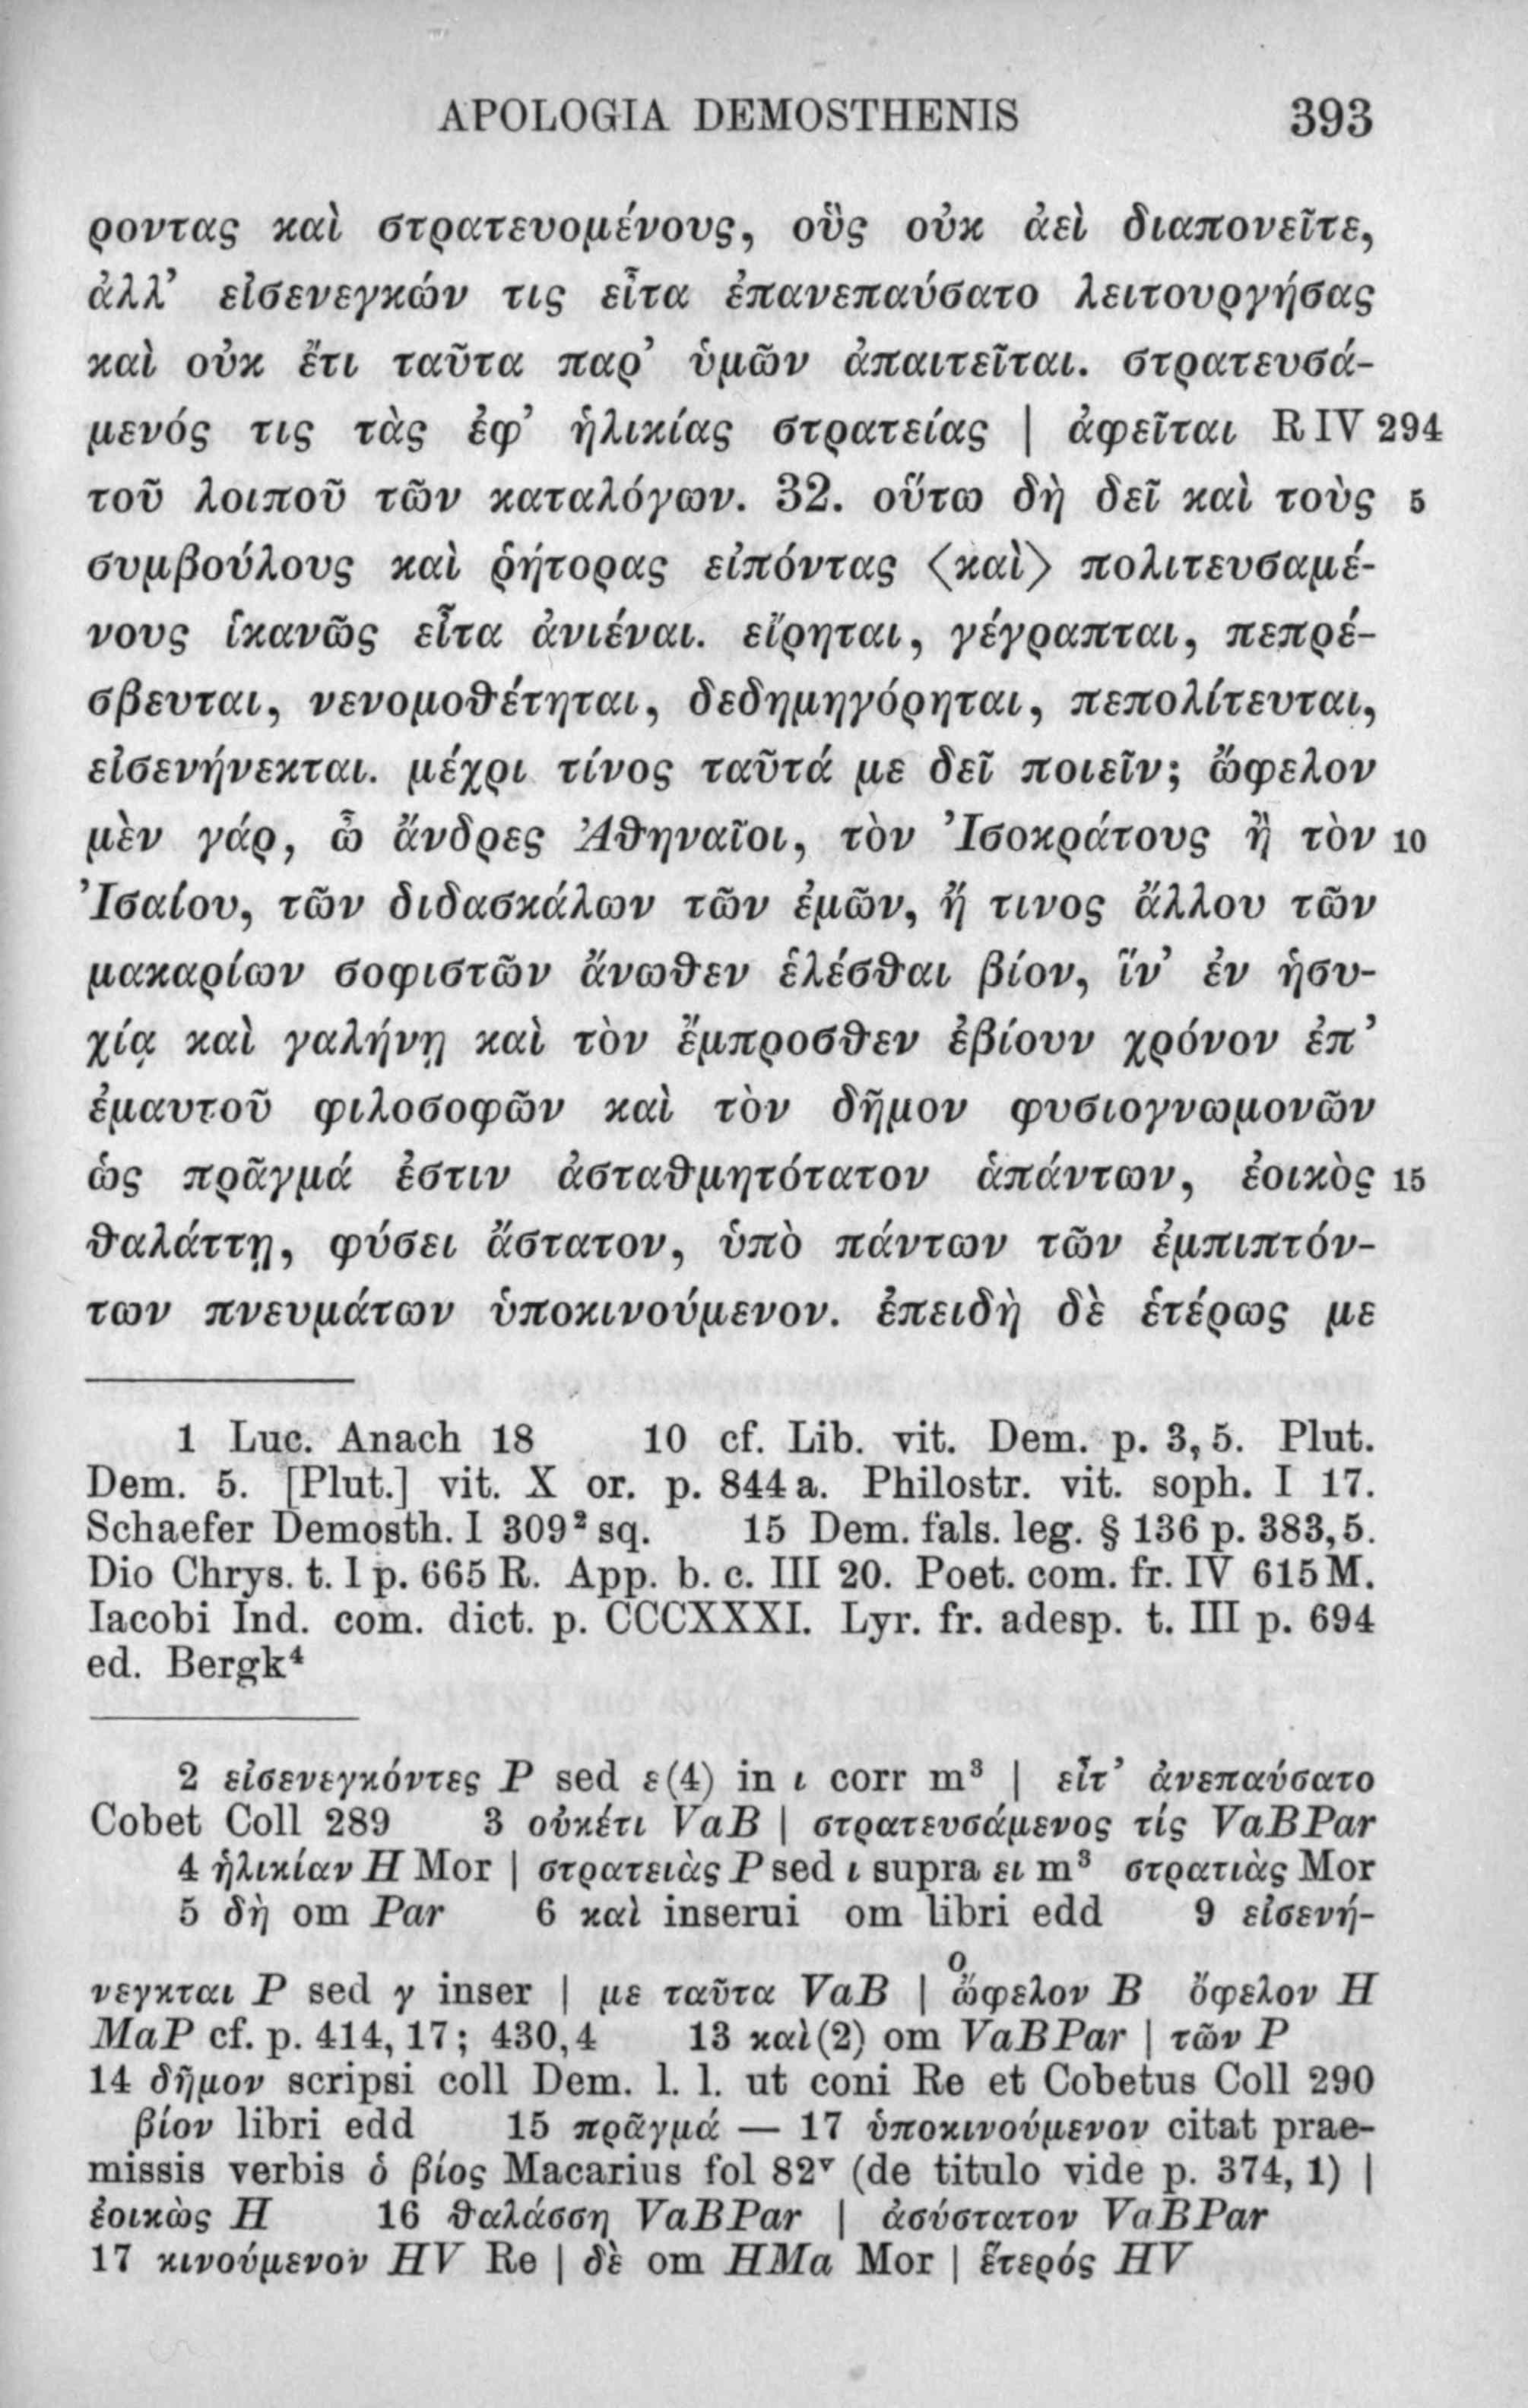 APOLOGIA DEMOSTHENIS 393
ροντας καὶ στρατευομένους, οὓς οὐκ ἀεὶ διαπονεῖτε,
ἀλλ’ εἰσενεγκών τις εἶτα ἐπανεπαύσατο λειτουργήσας
καὶ οὐκ ἔτι ταῦτα παρ’ ὑμῶν ἀπαιτεῖται. στρατευσά-
μενός τις τὰς ἐφ’ ἡλικίας στρατείας | ἀφεῖται R IV 294
τοῦ λοιποῦ τῶν καταλόγων. 32. οὕτω δὴ δεῖ καὶ τοὺς 5
συμβούλους καὶ ῥήτορας εἰπόντας ⟨καὶ⟩ πολιτευσαμέ-
νους ἱκανῶς εἶτα ἀνιέναι. εἴρηται, γέγραπται, πεπρέ-
σβευται, νενομοθέτηται, δεδημηγόρηται, πεπολίτευται,
εἰσενήνεκται. μέχρι τίνος ταῦτά με δεῖ ποιεῖν; ὤφελον
μὲν γάρ, ὦ ἄνδρες Ἀθηναῖοι, τὸν Ἰσοκράτους ἢ τὸν 10
Ἰσαίου, τῶν διδασκάλων τῶν ἐμῶν, ἤ τινος ἄλλου τῶν
μακαρίων σοφιστῶν ἄνωθεν ἑλέσθαι βίον, ἵν’ ἐν ἡσυ-
χίᾳ καὶ γαλήνῃ καὶ τὸν ἔμπροσθεν ἐβίουν χρόνον ἐπ’
ἐμαυτοῦ φιλοσοφῶν καὶ τὸν δῆμον φυσιογνωμονῶν
ὡς πρᾶγμά ἐστιν ἀσταθμητότατον ἁπάντων, ἐοικὸς 15
θαλάττῃ, φύσει ἄστατον, ὑπὸ πάντων τῶν ἐμπιπτόν-
των πνευμάτων ὑποκινούμενον. ἐπειδὴ δὲ ἑτέρως με
1 Luc. Anach 18 10 cf. Lib. vit. Dem. p. 3, 5. Plut.
Dem. 5. [Plut.] vit. X or. p. 844 a. Philostr. vit. soph. I 17.
Schaefer Demosth. I 309² sq. 15 Dem. fals. leg. § 136 p. 383, 5.
Dio Chrys. t. I p. 665 R. App. b. c. III 20. Poet. com. fr. IV 615 M.
Iacobi Ind. com. dict. p. CCCXXXI. Lyr. fr. adesp. t. III p. 694
ed. Bergk⁴
2 εἰσενεγκόντες P sed ε(4) in ι corr m³ | εἶτ’ ἀνεπαύσατο
Cobet Coll 289 3 οὐκέτι VaB | στρατευσάμενος τίς VaBPar
4 ἡλικίαν H Mor | στρατειὰς P sed ι supra ει m³ στρατιὰς Mor
5 δὴ om Par 6 καὶ inserui om libri edd 9 εἰσενή-
νεγκται P sed γ inser | με ταῦτα VaB | ὤφελον B ὄφελον H
ο
MaP cf. p. 414, 17; 430, 4 13 καὶ(2) om VaBPar | τῶν P
14 δῆμον scripsi coll Dem. l. l. ut coni Re et Cobetus Coll 290
βίον libri edd 15 πρᾶγμά — 17 ὑποκινούμενον citat prae-
missis verbis ὁ βίος Macarius fol 82ᵛ (de titulo vide p. 374, 1) |
ἐοικὼς H 16 θαλάσσῃ VaBPar | ἀσύστατον VaBPar
17 κινούμενον HV Re | δὲ om HMa Mor | ἕτερός HV